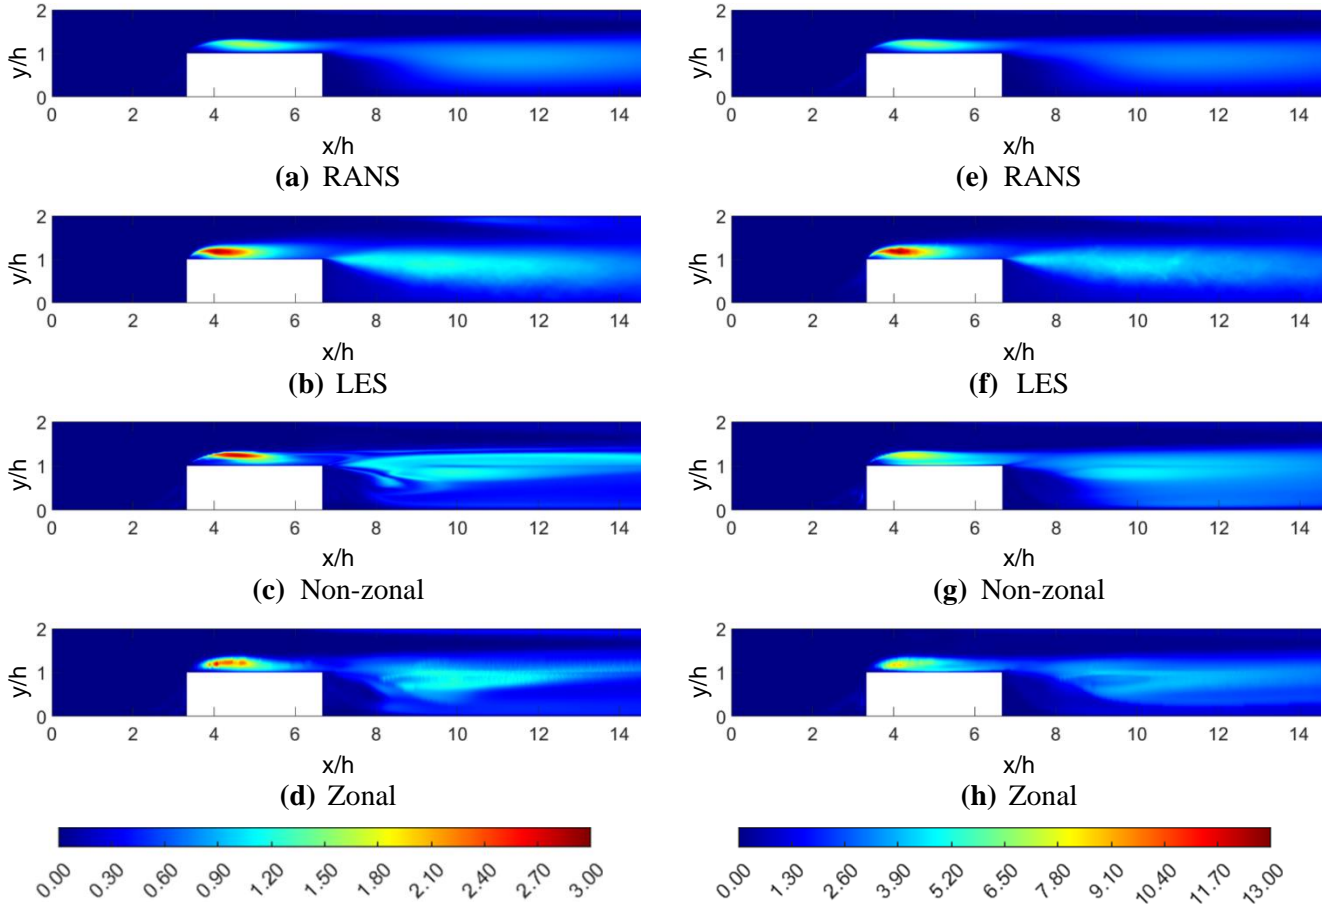 2
1
0
y/h
0 2 4 6 8 10 12 14
x/h
(a) RANS
2
1
0
y/h
0 2 4 6 8 10 12 14
x/h
(e) RANS
2
1
0
y/h
0 2 4 6 8 10 12 14
x/h
(b) LES
2
1
0
y/h
0 2 4 6 8 10 12 14
x/h
(f) LES
2
1
0
y/h
0 2 4 6 8 10 12 14
x/h
(c) Non-zonal
2
1
0
y/h
0 2 4 6 8 10 12 14
x/h
(g) Non-zonal
2
1
0
y/h
0 2 4 6 8 10 12 14
x/h
(d) Zonal
2
1
0
y/h
0 2 4 6 8 10 12 14
x/h
(h) Zonal
0.00 0.30 0.60 0.90 1.20 1.50 1.80 2.10 2.40 2.70 3.00
0.00 1.30 2.60 3.90 5.20 6.50 7.80 9.10 10.40 11.70 13.00